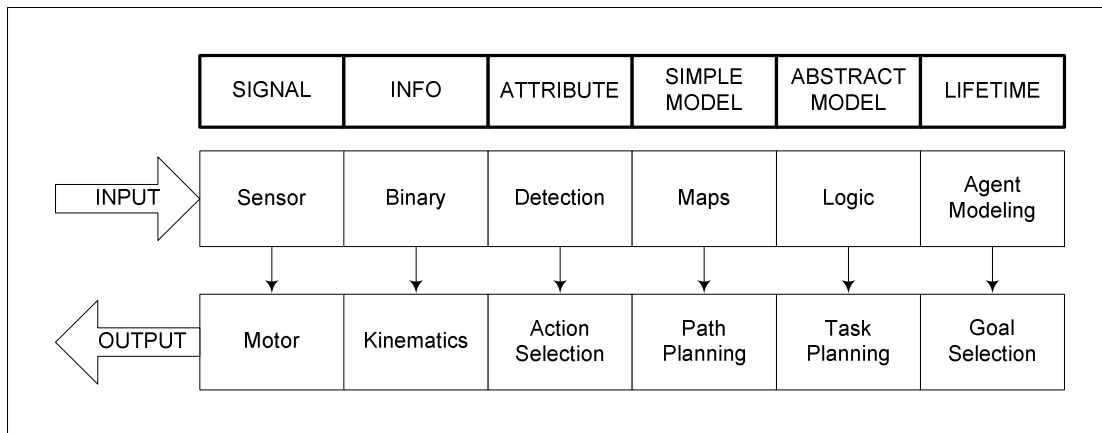 SIGNAL
INFO
ATTRIBUTE
SIMPLE
MODEL
ABSTRACT
MODEL
LIFETIME
INPUT
Sensor
Binary
Detection
Maps
Logic
Agent
Modeling
OUTPUT
Motor
Kinematics
Action
Selection
Path
Planning
Task
Planning
Goal
Selection